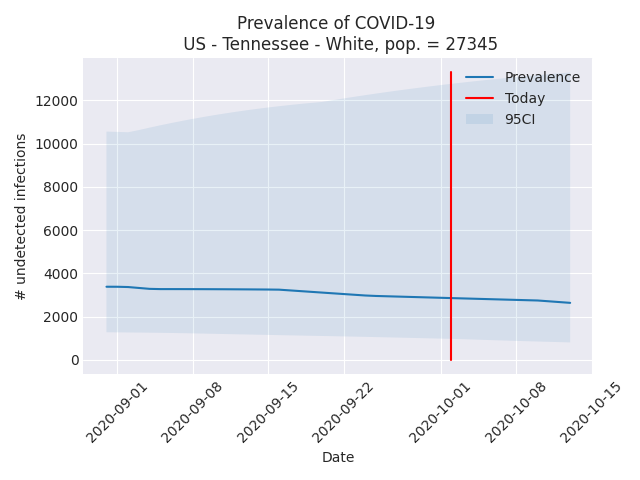 Prevalence of COVID-19
US - Tennessee - White, pop. = 27345
Prevalence
Today
95CI
12000
10000
8000
6000
4000
2000
0
# undetected infections
2020-09-01
2020-09-08
2020-09-15
2020-09-22
2020-10-01
2020-10-08
2020-10-15
Date